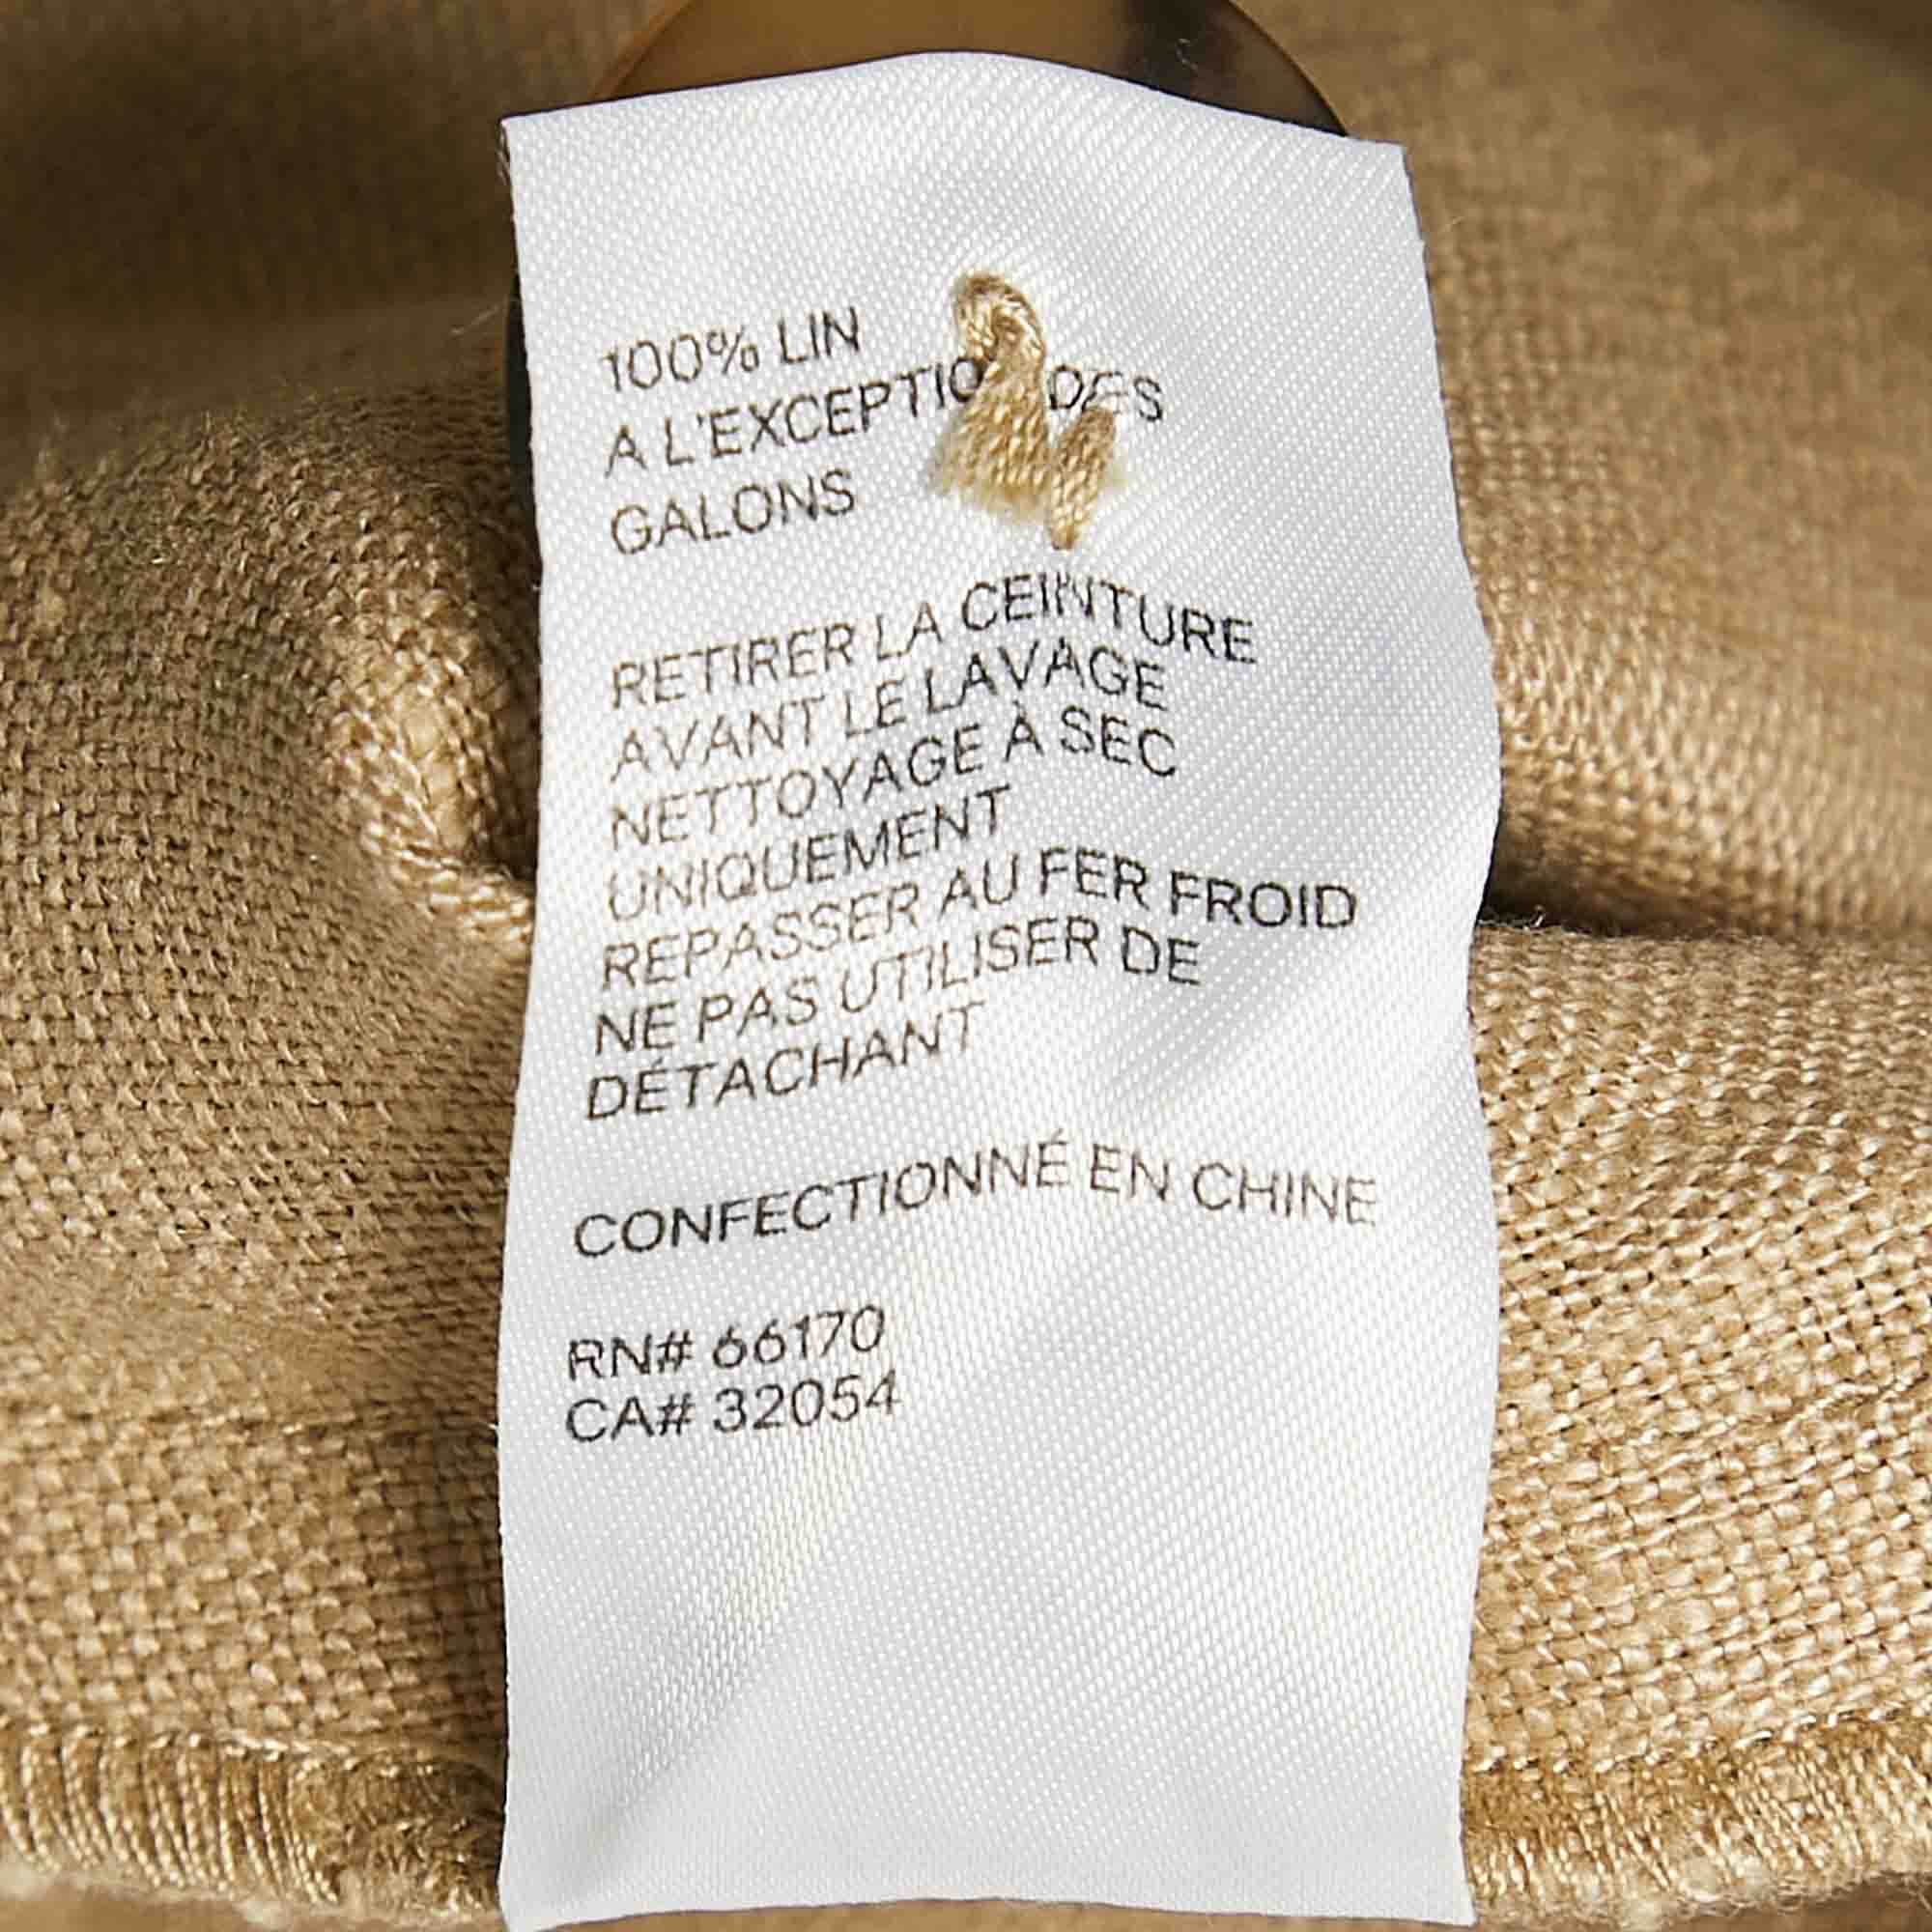 100% LIN
A L'EXCEPTIO DES
GALONS
RETIRER LA CEINTURE
AVANT LE LAVAGE
NETTOYAGE À SEC
UNIQUEMENT
REPASSER AU FER FROID
NE PAS UTILISER DE
DÉTACHANT
CONFECTIONNÉ EN CHINE
RN# 66170
CA# 32054